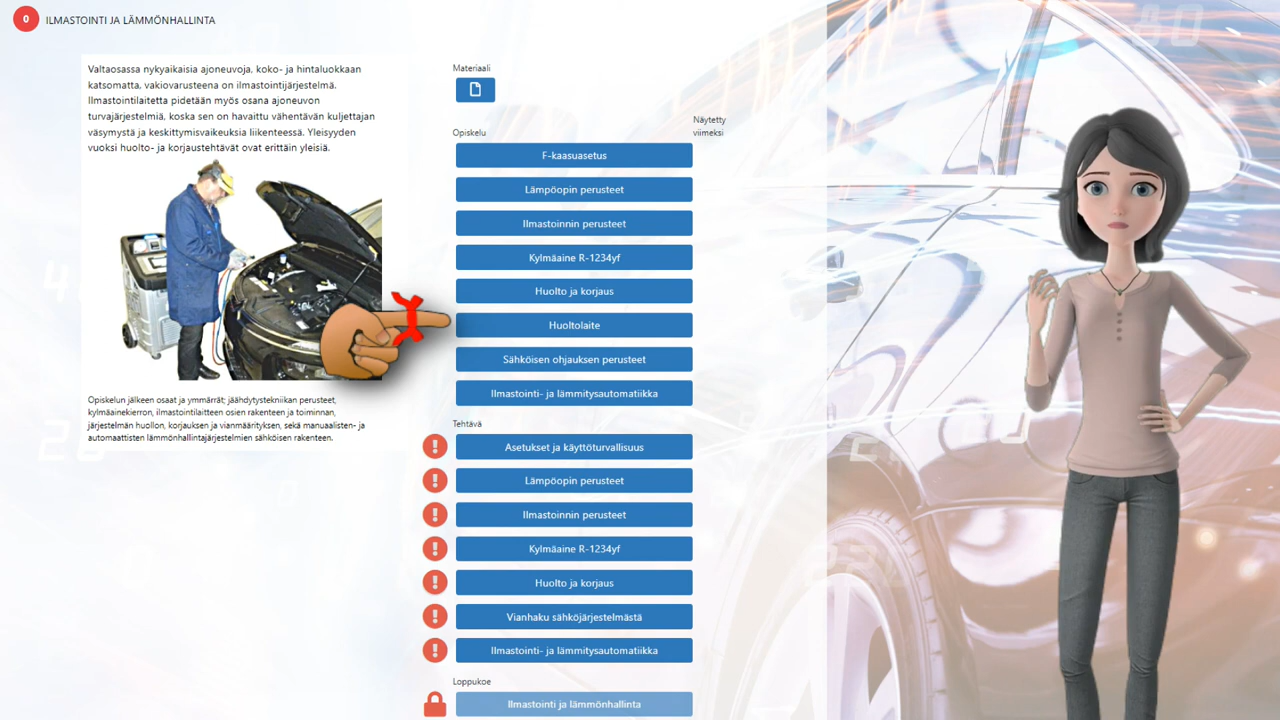 0 ILMASTOINTI JA LÄMMÖNHALLINTA
Valtaosassa nykyaikaisia ajoneuvoja, koko- ja hintaluokkaan
katsomatta, vakiovarusteena on ilmastointijärjestelmä.
Ilmastointilaitetta pidetään myös osana ajoneuvon
turvajärjestelmiä, koska sen on havaittu vähentävän kuljettajan
väsymystä ja keskittymisvaikeuksia liikenteessä. Yleisyyden
vuoksi huolto- ja korjaustehtävät ovat erittäin yleisiä.
Opiskelun jälkeen osaat ja ymmärrät; jäähdytystekniikan perusteet,
kylmäainekierron, ilmastointilaitteen osien rakenteen ja toiminnan,
järjestelmän huollon, korjauksen ja vianmäärityksen, sekä manuaalisten- ja
automaattisten lämmönhallintajärjestelmien sähköisen rakenteen.
Materiaali
Opiskelu
Näytetty
viimeksi
F-kaasuasetus
Lämpöopin perusteet
Ilmastoinnin perusteet
Kylmäaine R-1234yf
Huolto ja korjaus
Huoltolaite
Sähköisen ohjauksen perusteet
Ilmastointi- ja lämmitysautomatiikka
Tehtävä
Asetukset ja käyttöturvallisuus
Lämpöopin perusteet
Ilmastoinnin perusteet
Kylmäaine R-1234yf
Huolto ja korjaus
Vianhaku sähköjärjestelmästä
Ilmastointi- ja lämmitysautomatiikka
Loppukoe
Ilmastointi ja lämmönhallinta